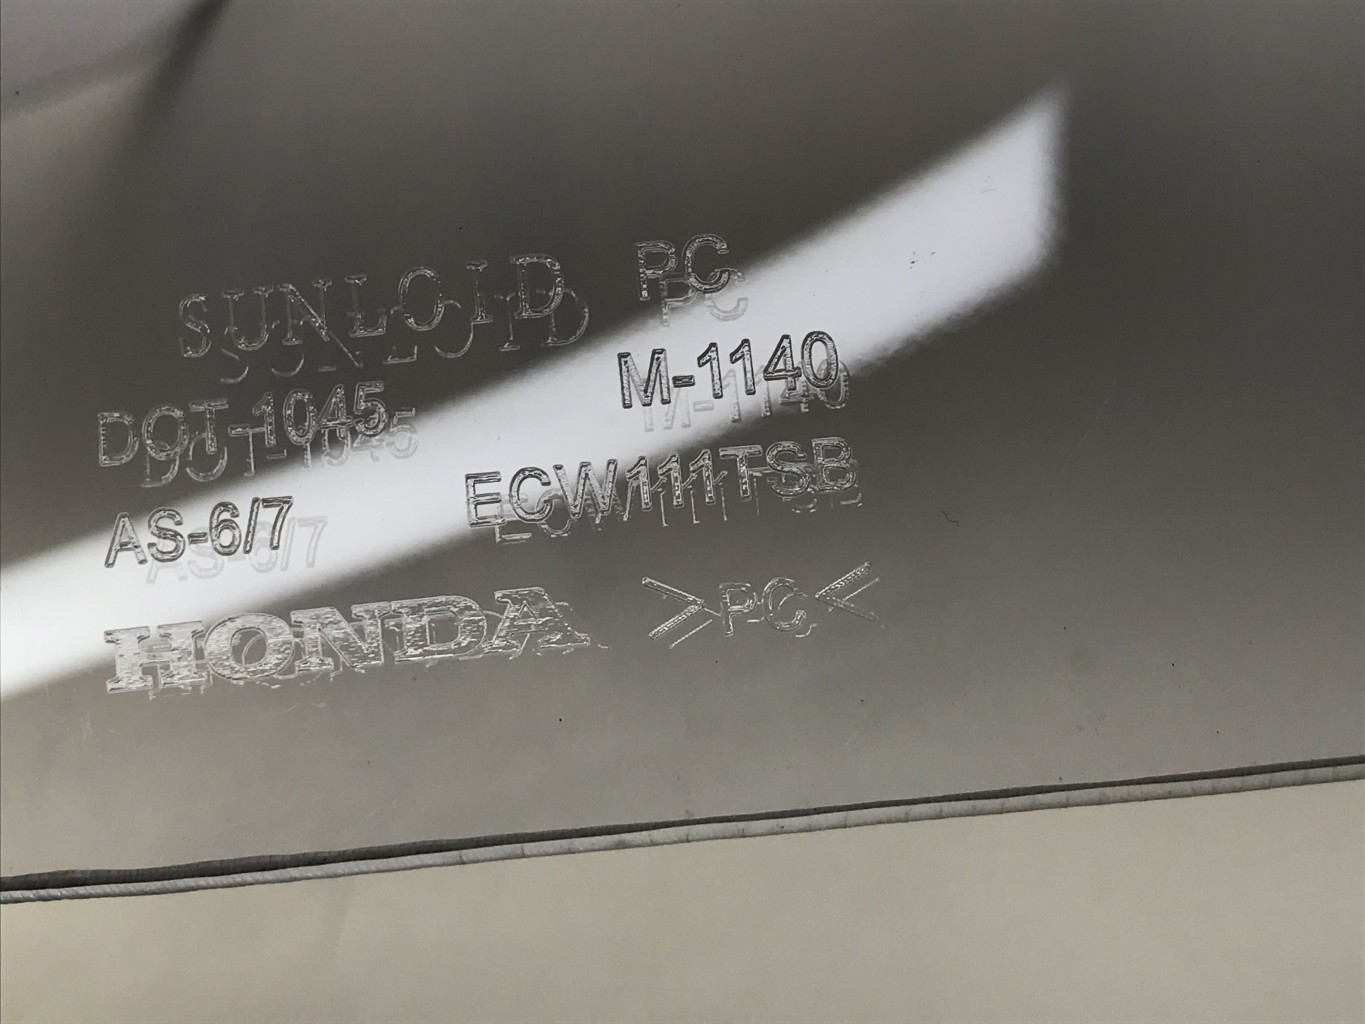 SUNLOID PC
DOT-1045 M-1140
AS-6/7 ECW111TSB
HONDA >PC<